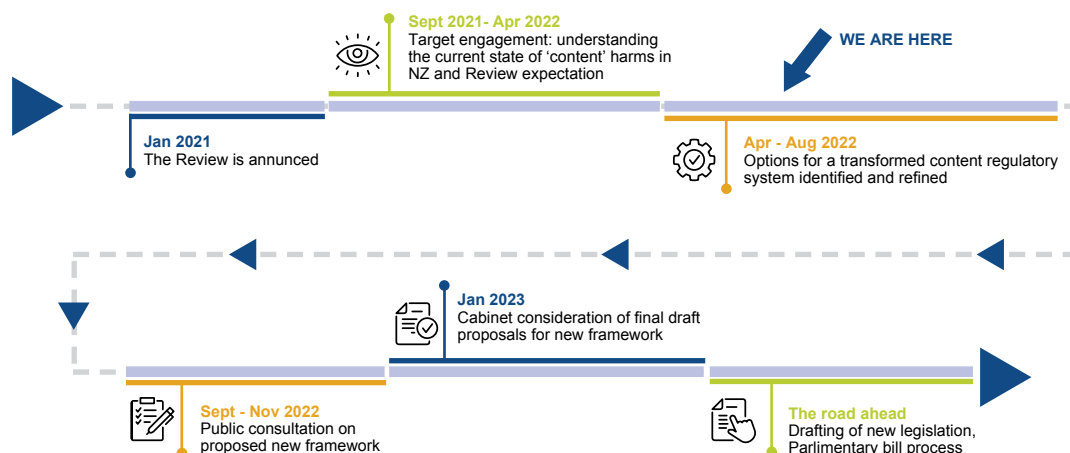 Sept 2021- Apr 2022
Target engagement: understanding
the current state of ‘content’ harms in
NZ and Review expectation
WE ARE HERE
Jan 2021
The Review is annunced
Apr - Aug 2022
Options for a transformed content regulatory
system identified and refined
Jan 2023
Cabinet consideration of final draft
proposals for new framework
Sept - Nov 2022
Public consultation on
proposed new framework
The road ahead
Drafting of new legislation,
Parlimentary bill process